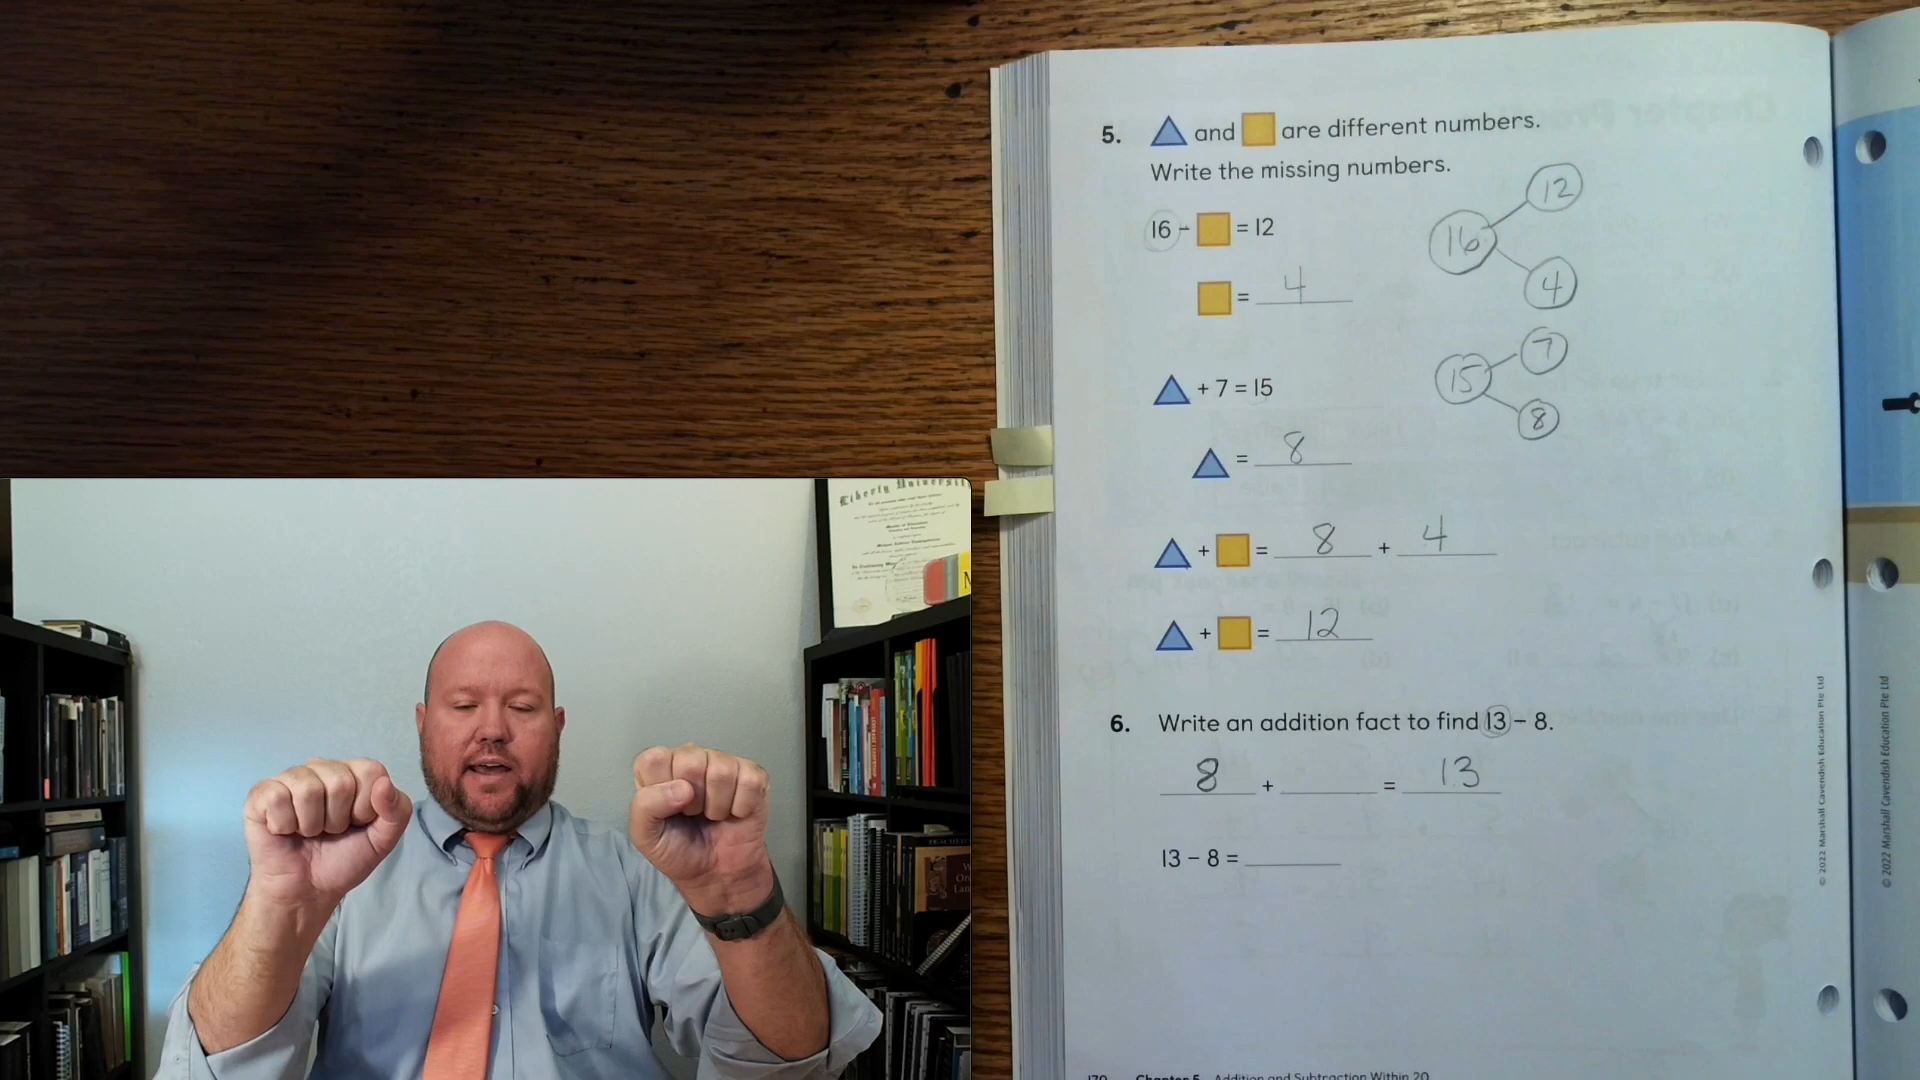 5. and are different numbers.
Write the missing numbers.
16 - = 12
= 4
+ 7 = 15
= 8
+ = 8 + 4
+ = 12
12
16
4
7
15
8
6. Write an addition fact to find 13 - 8.
8 + ____ = 13
13 - 8 = ____
© 2022 Marshall Cavendish Education Pte Ltd
© 2022 Marshall Cavendish Education Pte Ltd
170 Chapter 5 Addition and Subtraction Within 20
Liberty University